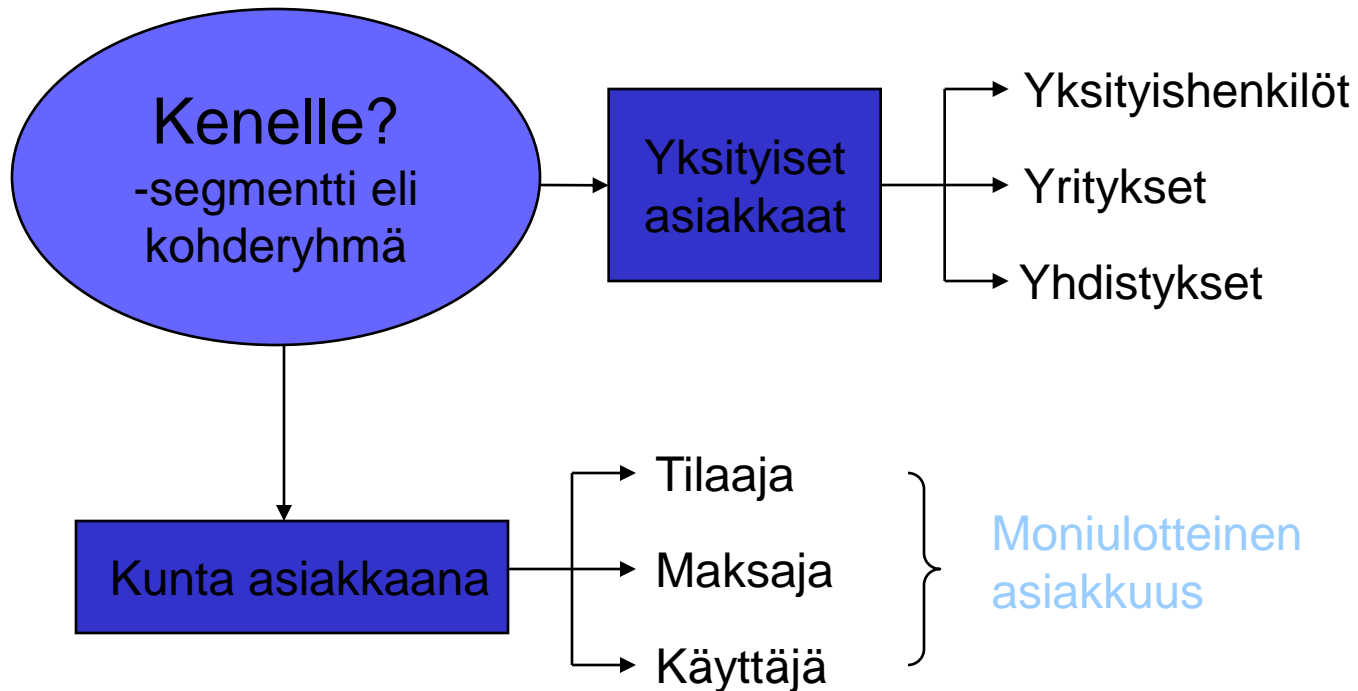 Kenelle?
-segmentti eli
kohderyhmä
Yksityiset
asiakkaat
Yksityishenkilöt
Yritykset
Yhdistykset
Kunta asiakkaana
Tilaaja
Maksaja
Käyttäjä
Moniulotteinen
asiakkuus